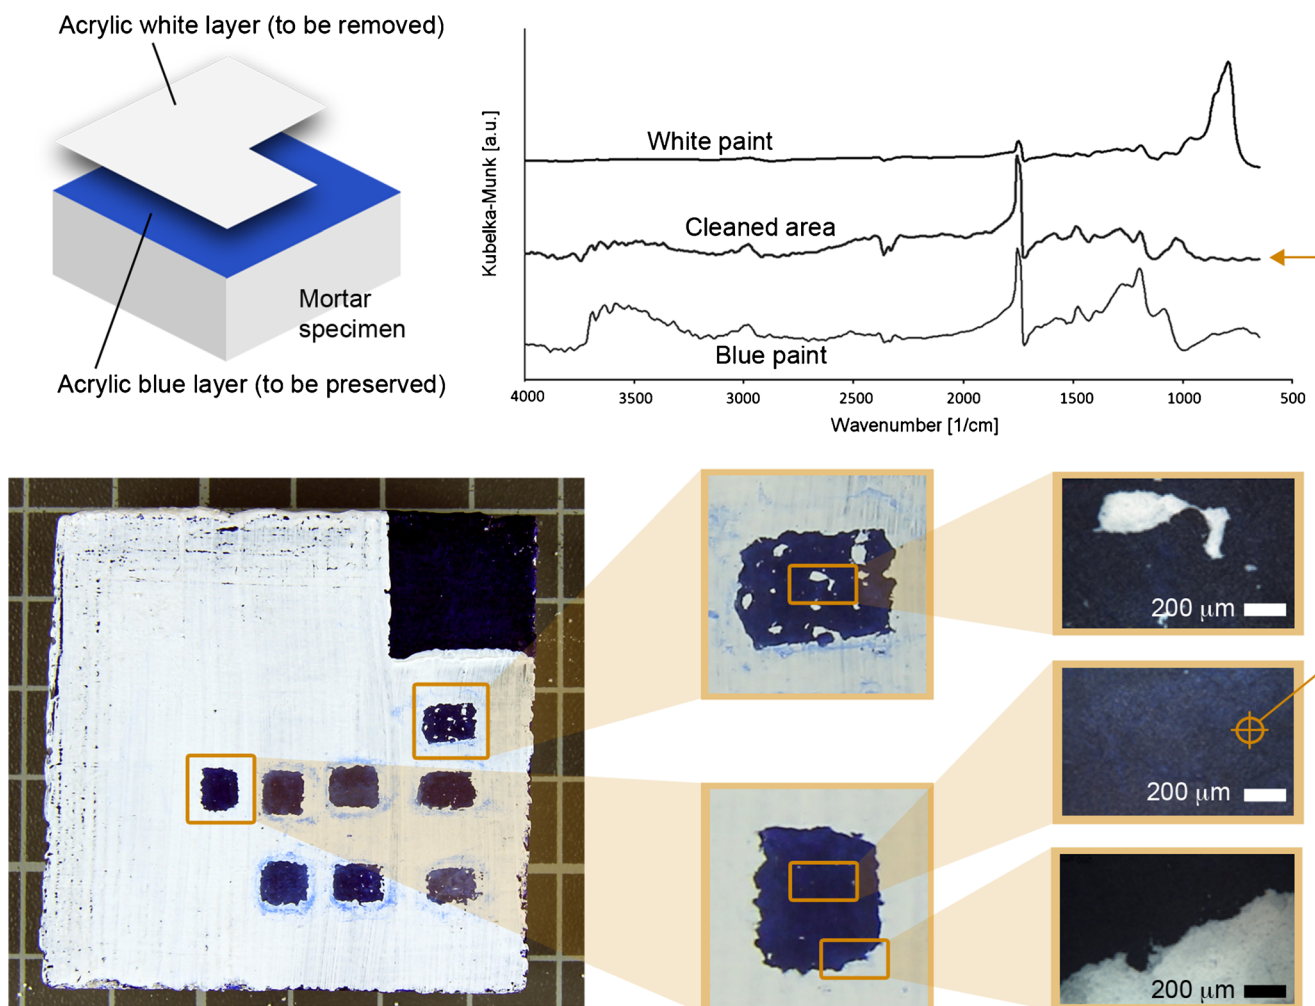 Acrylic white layer (to be removed)
Mortar
specimen
Acrylic blue layer (to be preserved)
Kubelka-Munk [a.u.]
White paint
Cleaned area
Blue paint
4000 3500 3000 2500 2000 1500 1000 500
Wavenumber [1/cm]
200 μm
200 μm
200 μm